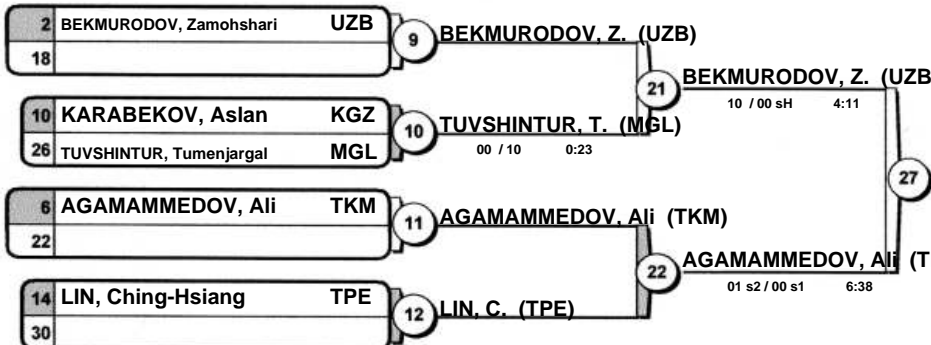 2 BEKMURODOV, Zamohshari UZB
18
9
BEKMURODOV, Z. (UZB)
21
BEKMURODOV, Z. (UZB
10 / 00 sH 4:11
10 KARABEKOV, Aslan KGZ
26 TUVSHINTUR, Tumenjargal MGL
10
TUVSHINTUR, T. (MGL)
00 / 10 0:23
27
6 AGAMAMMEDOV, Ali TKM
22
11
AGAMAMMEDOV, Ali (TKM)
22
AGAMAMMEDOV, Ali (T
01 s2 / 00 s1 6:38
14 LIN, Ching-Hsiang TPE
30
12
LIN, C. (TPE)